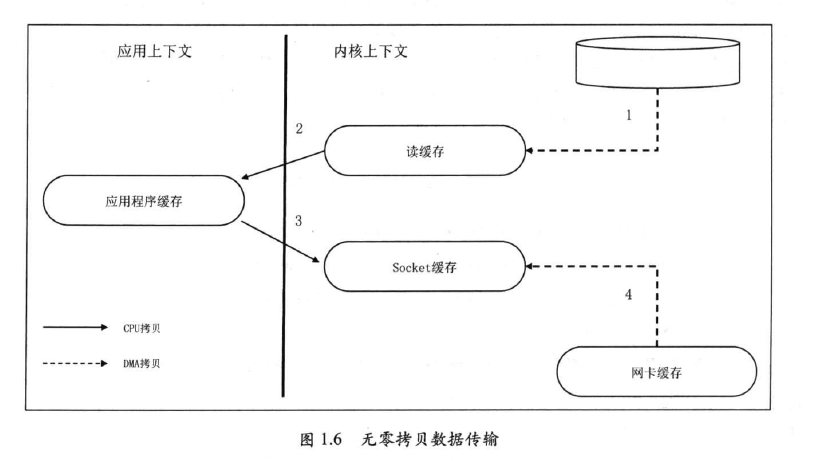 应用上下文
内核上下文
1
2
读缓存
应用程序缓存
3
Socket缓存
4
CPU拷贝
DMA拷贝
网卡缓存
图 1.6 无零拷贝数据传输